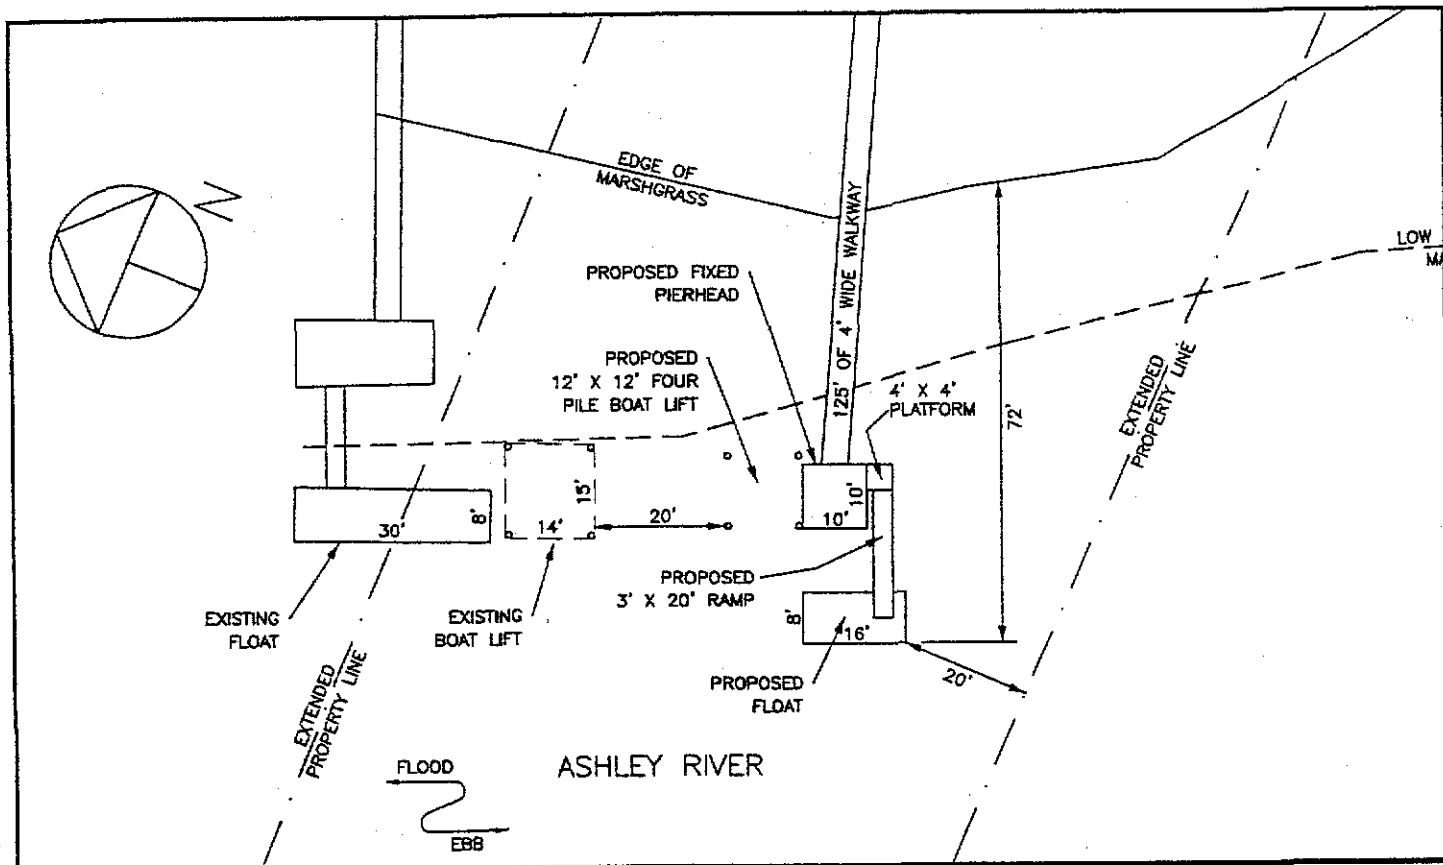 N
EDGE OF
MARSHGRASS
LOW
MA
PROPOSED FIXED
PIERHEAD
125' OF 4' WIDE WALKWAY
PROPOSED
12' X 12' FOUR
PILE BOAT LIFT
4' X 4'
PLATFORM
72'
EXTENDED
PROPERTY LINE
30'
8'
14'
15'
20'
10'
10'
PROPOSED
3' X 20' RAMP
EXISTING
FLOAT
EXISTING
BOAT LIFT
8'
16'
20'
PROPOSED
FLOAT
EXTENDED
PROPERTY LINE
ASHLEY RIVER
FLOOD
EBB